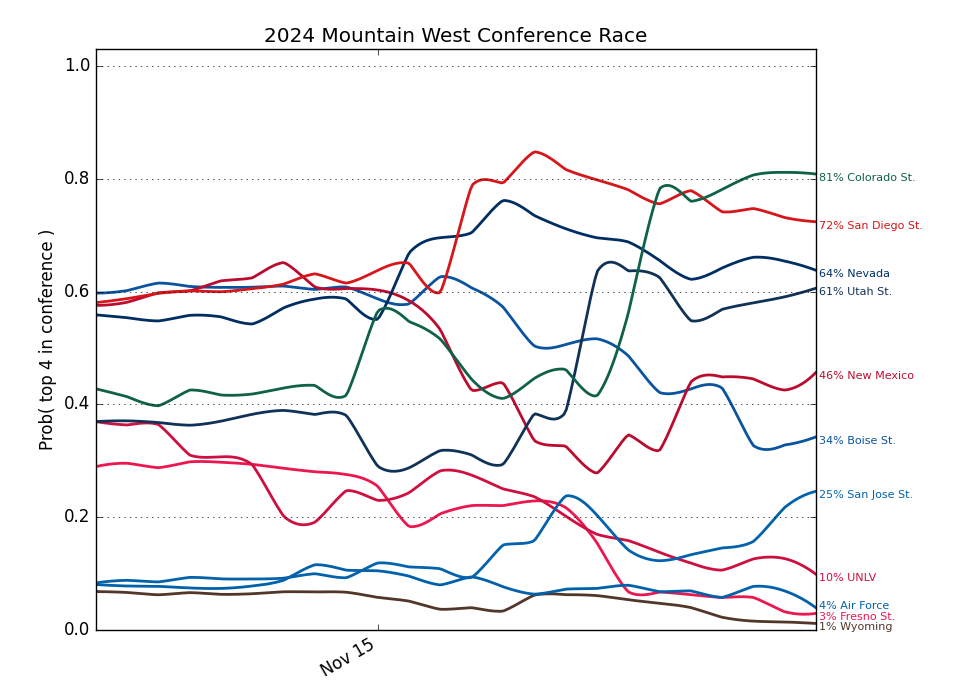 2024 Mountain West Conference Race
Prob( top 4 in conference )
1.0
0.8
0.6
0.4
0.2
0.0
Nov 15
81% Colorado St.
72% San Diego St.
64% Nevada
61% Utah St.
46% New Mexico
34% Boise St.
25% San Jose St.
10% UNLV
4% Air Force
3% Fresno St.
1% Wyoming